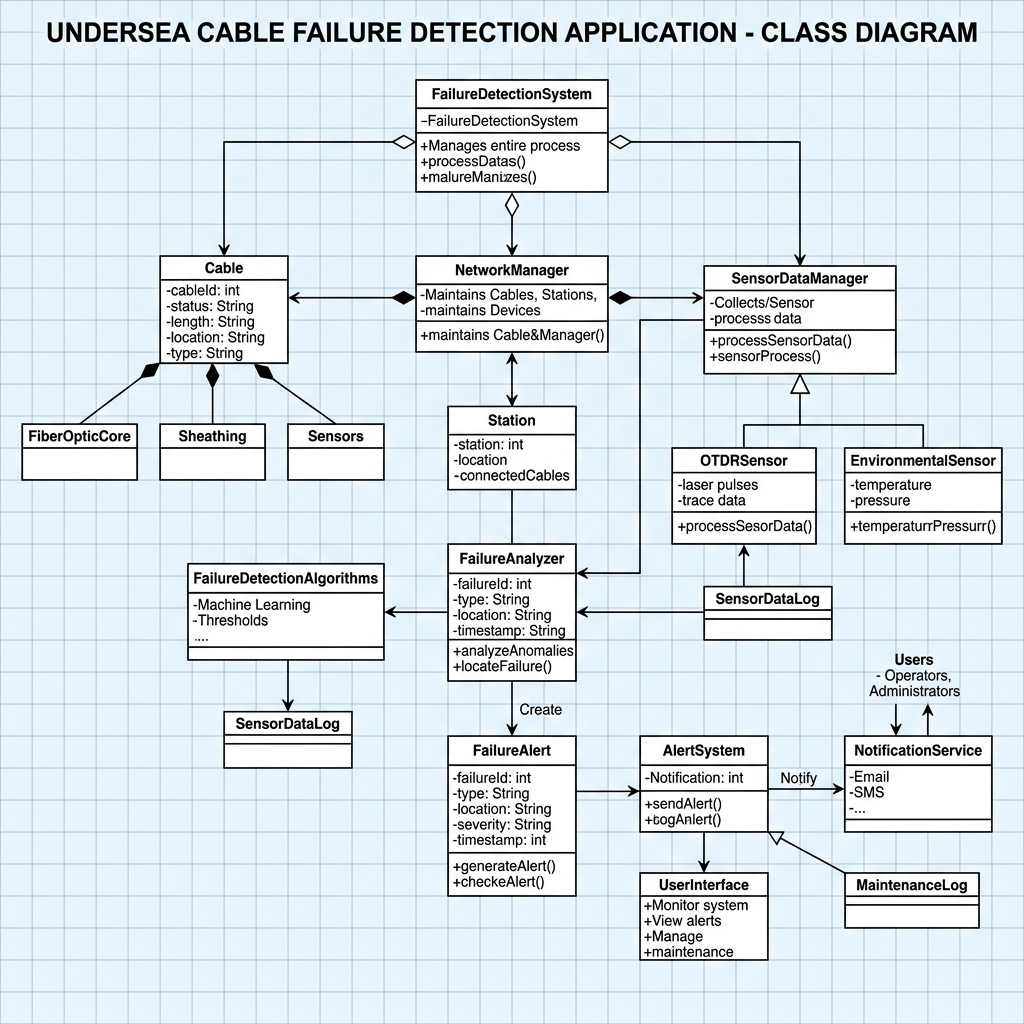 UNDERSEA CABLE FAILURE DETECTION APPLICATION - CLASS DIAGRAM
FailureDetectionSystem
-FailureDetectionSystem
+Manages entire process
+processDatas()
+malureManizes()
Cable
-cableId: int
-status: String
-length: String
-location: String
-type: String
NetworkManager
-Maintains Cables, Stations,
-maintains Devices
+maintains Cable&Manager()
SensorDataManager
-Collects/Sensor
-processs data
+processSensorData()
+sensorProcess()
FiberOpticCore
Sheathing
Sensors
Station
-station: int
-location
-connectedCables
OTDRSensor
-laser pulses
-trace data
+processSesorData()
EnvironmentalSensor
-temperature
-pressure
+temperaturrPressurr()
FailureDetectionAlgorithms
-Machine Learning
-Thresholds
....
FailureAnalyzer
-failureId: int
-type: String
-location: String
-timestamp: String
+analyzeAnomalies
+locateFailure()
SensorDataLog
SensorDataLog
Create
Users
- Operators,
Administrators
FailureAlert
-failureId: int
-type: String
-location: String
-severity: String
-timestamp: int
+generateAlert()
+checkeAlert()
AlertSystem
-Notification: int
+sendAlert()
Notify
NotificationService
-Email
-SMS
-...
UserInterface
+Monitor system
+View alerts
+Manage
+maintenance
MaintenanceLog